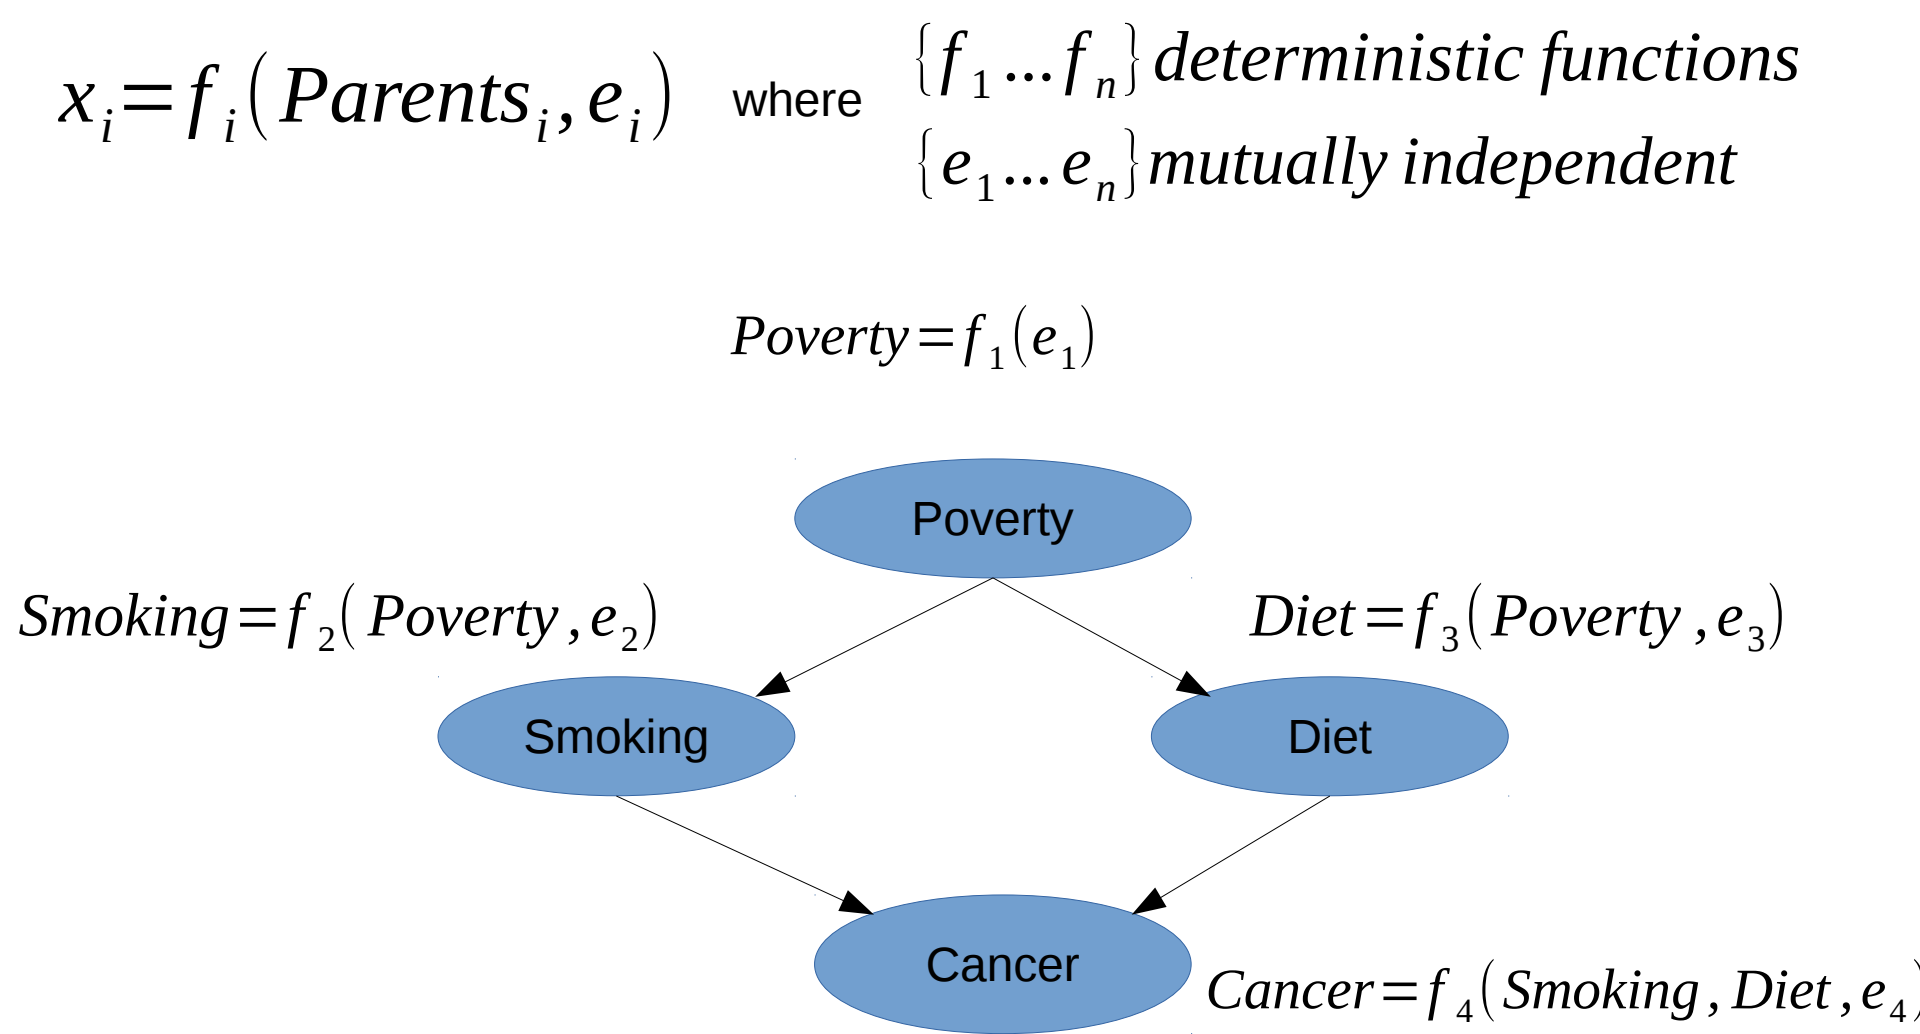 x_i = f_i(Parents_i, e_i) where {f_1 ... f_n} deterministic functions
{e_1 ... e_n} mutually independent
Poverty = f_1(e_1)
Poverty
Smoking = f_2(Poverty, e_2)
Diet = f_3(Poverty, e_3)
Smoking
Diet
Cancer
Cancer = f_4(Smoking, Diet, e_4)